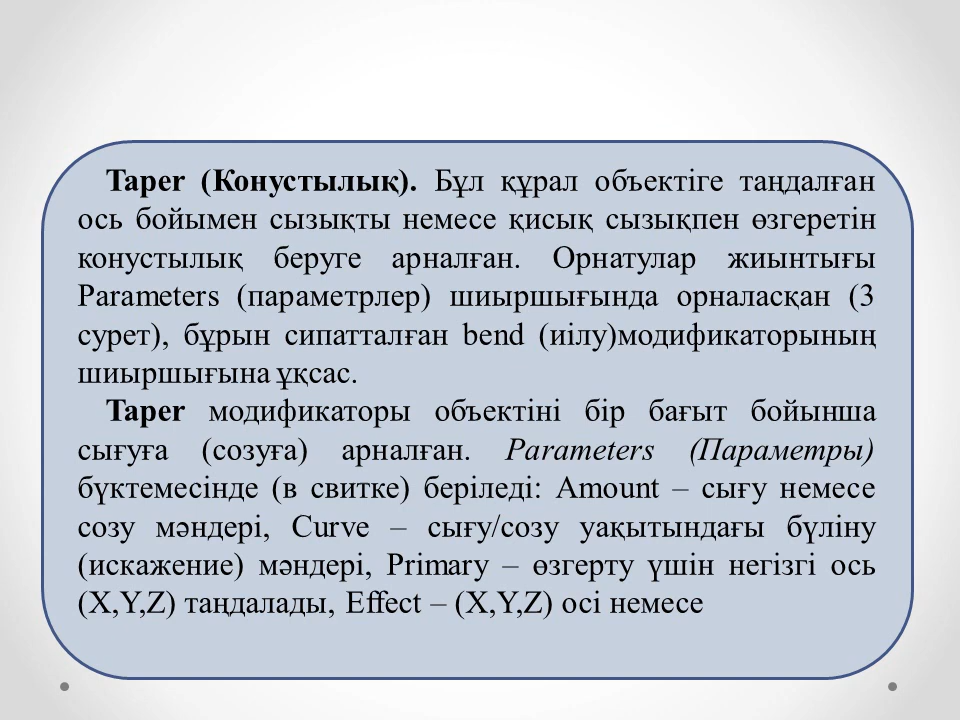 Taper (Конустылық). Бұл құрал объектіге таңдалған
ось бойымен сызықты немесе қисық сызықпен өзгеретін
конустылық беруге арналған. Орнатулар жиынтығы
Parameters (параметрлер) шиыршығында орналасқан (3
сурет), бұрын сипатталған bend (иілу)модификаторының
шиыршығына ұқсас.
Taper модификаторы объектіні бір бағыт бойынша
сығуға (созуға) арналған. Parameters (Параметры)
бүктемесінде (в свитке) беріледі: Amount – сығу немесе
созу мәндері, Curve – сығу/созу уақытындағы бүліну
(искажение) мәндері, Primary – өзгерту үшін негізгі ось
(X,Y,Z) таңдалады, Effect – (X,Y,Z) осі немесе